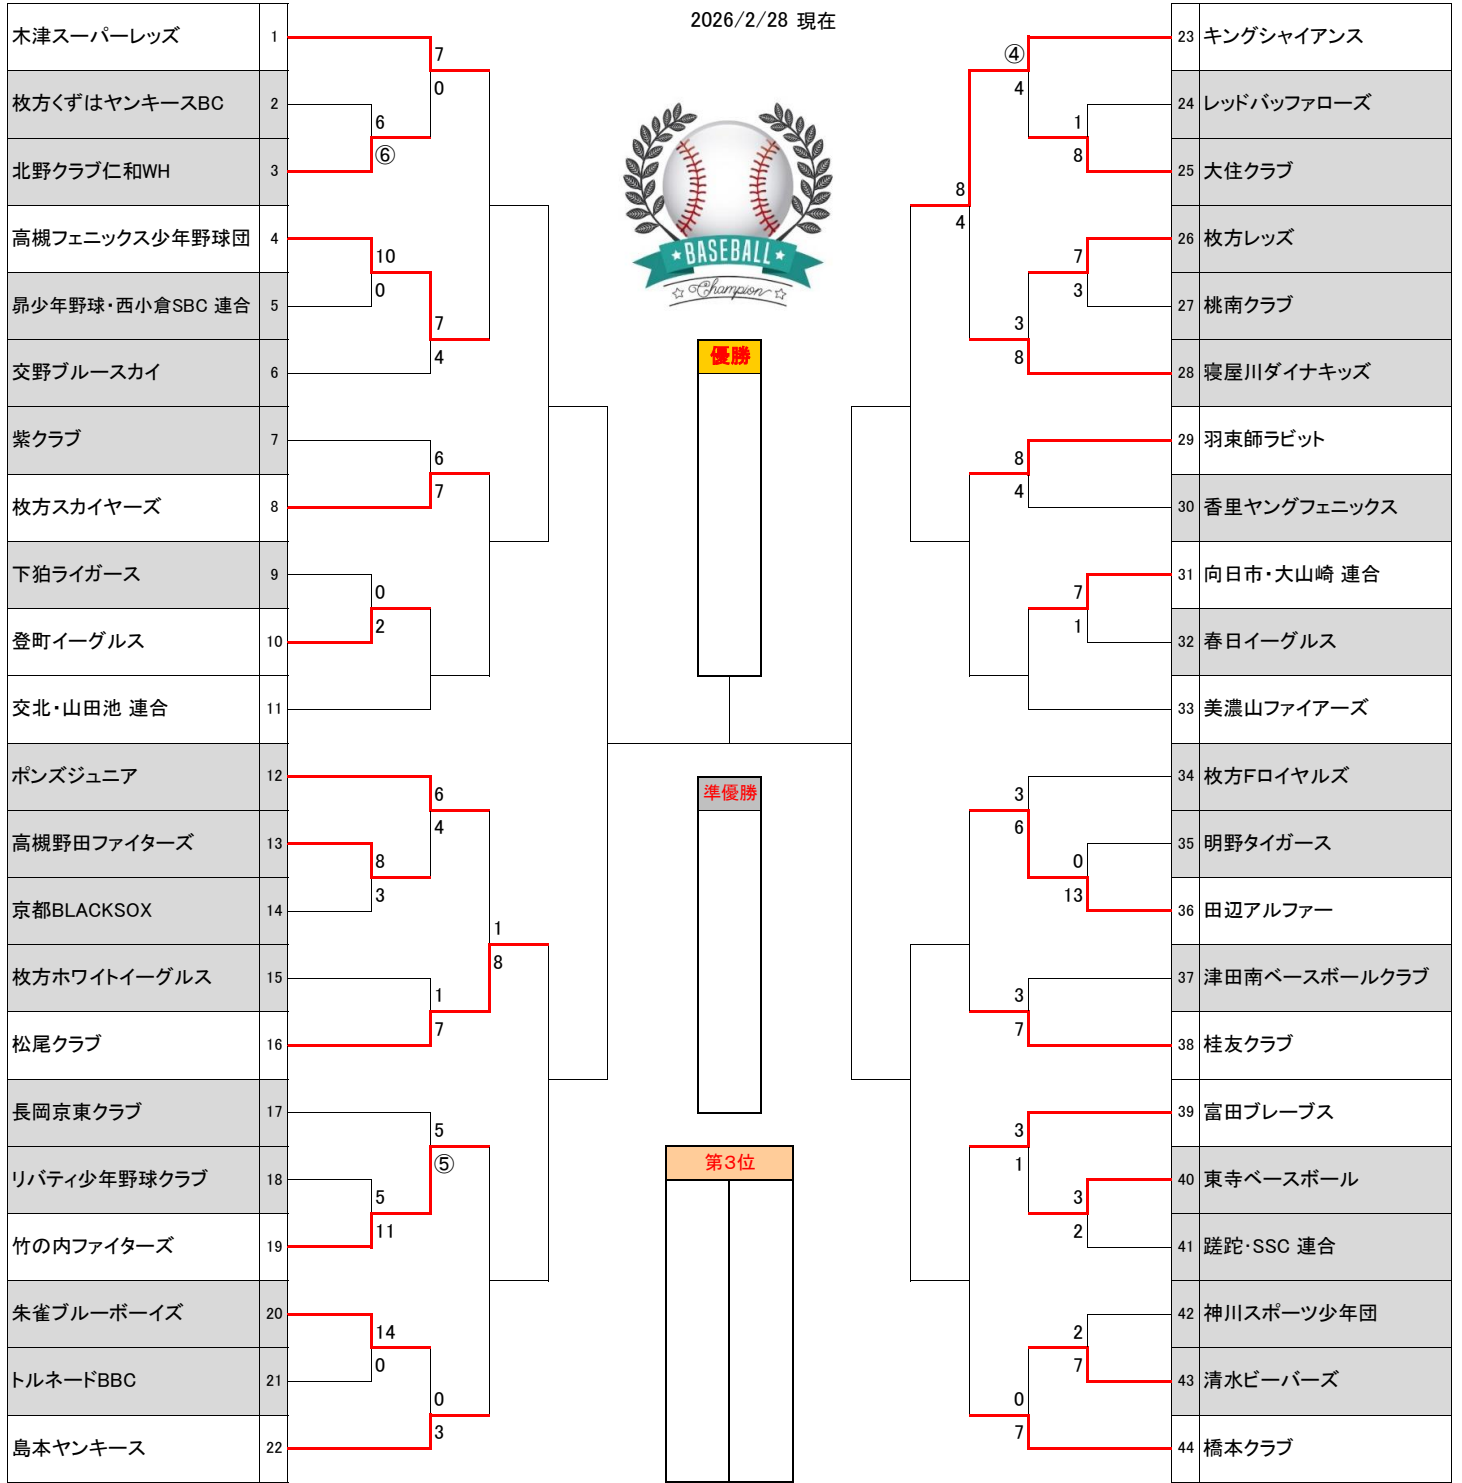 2026/2/28 現在
木津スーパーレッズ 1
枚方くずはヤンキースBC 2
北野クラブ仁和WH 3
高槻フェニックス少年野球団 4
昴少年野球・西小倉SBC 連合 5
交野ブルースカイ 6
紫クラブ 7
枚方スカイヤーズ 8
下狛ライガース 9
登町イーグルス 10
交北・山田池 連合 11
ポンズジュニア 12
高槻野田ファイターズ 13
京都BLACKSOX 14
枚方ホワイトイーグルス 15
松尾クラブ 16
長岡京東クラブ 17
リバティ少年野球クラブ 18
竹の内ファイターズ 19
朱雀ブルーボーイズ 20
トルネードBBC 21
島本ヤンキース 22
7
0
6
⑥
10
0
7
4
6
7
0
2
6
4
8
3
1
8
1
7
5
⑤
5
11
14
0
0
3
BASEBALL
Champion
優勝
準優勝
第3位
④
4
1
8
8
4
7
3
3
8
8
4
7
1
3
6
0
13
3
7
3
1
3
2
2
7
0
7
23 キングシャイアンス
24 レッドバッファローズ
25 大住クラブ
26 枚方レッズ
27 桃南クラブ
28 寝屋川ダイナキッズ
29 羽束師ラビット
30 香里ヤングフェニックス
31 向日市・大山崎 連合
32 春日イーグルス
33 美濃山ファイアーズ
34 枚方Fロイヤルズ
35 明野タイガース
36 田辺アルファー
37 津田南ベースボールクラブ
38 桂友クラブ
39 富田ブレーブス
40 東寺ベースボール
41 蹉跎・SSC 連合
42 神川スポーツ少年団
43 清水ビーバーズ
44 橋本クラブ